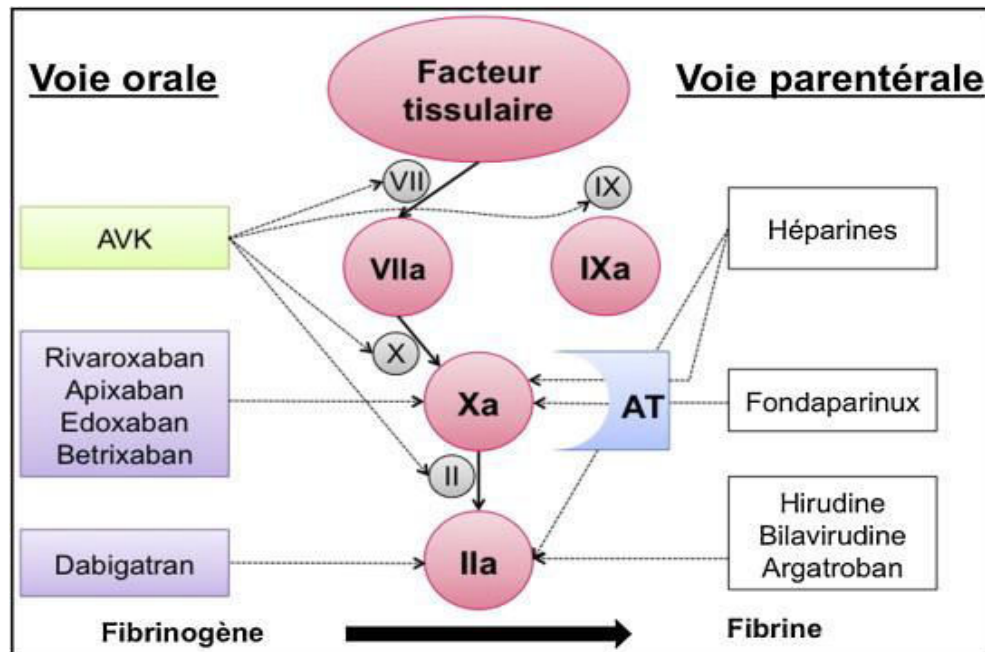 Voie orale
Facteur
tissulaire
Voie parentérale
VII
IX
AVK
VIIa
IXa
Héparines
X
Rivaroxaban
Apixaban
Edoxaban
Betrixaban
Xa
AT
Fondaparinux
II
Dabigatran
IIa
Hirudine
Bilavirudine
Argatroban
Fibrinogène
Fibrine